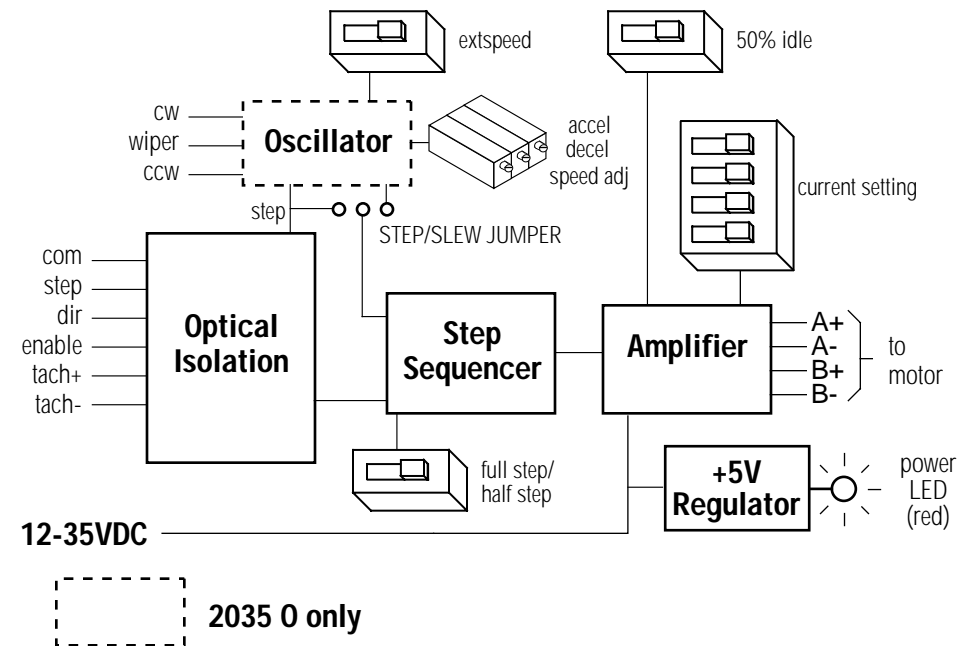 extspeed
50% idle
cw
wiper
ccw
Oscillator
accel
decel
speed adj
current setting
step
STEP/SLEW JUMPER
com
step
dir
enable
tach+
tach-
Optical
Isolation
Step
Sequencer
Amplifier
A+
A-
B+
B-
to
motor
full step/
half step
+5V
Regulator
power
LED
(red)
12-35VDC
2035 O only